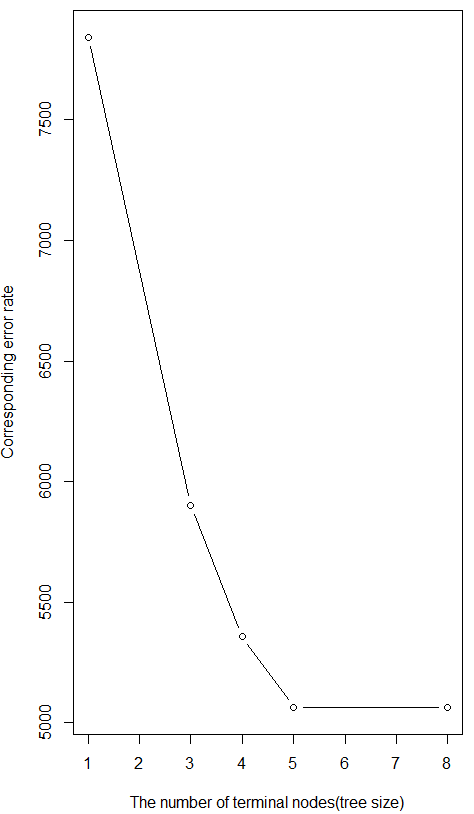 7500
7000
6500
6000
5500
5000
Corresponding error rate
1 2 3 4 5 6 7 8
The number of terminal nodes(tree size)